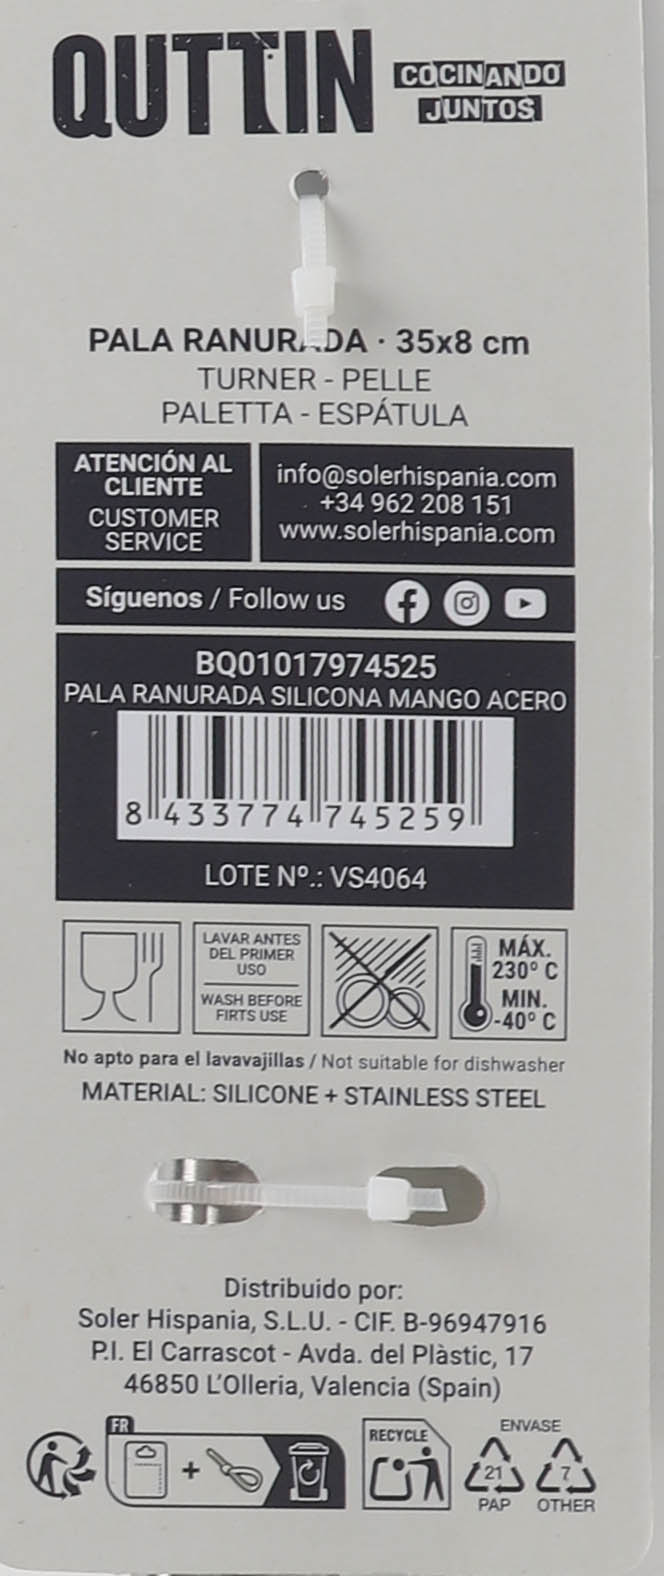 QUTTIN
COCINANDO
JUNTOS
PALA RANURADA · 35x8 cm
TURNER - PELLE
PALETTA - ESPÁTULA
ATENCIÓN AL
CLIENTE
CUSTOMER
SERVICE
info@solerhispania.com
+34 962 208 151
www.solerhispania.com
Síguenos / Follow us
BQ01017974525
PALA RANURADA SILICONA MANGO ACERO
8 433774 745259
LOTE Nº.: VS4064
LAVAR ANTES
DEL PRIMER
USO
WASH BEFORE
FIRTS USE
MÁX.
230º C
MIN.
-40º C
No apto para el lavavajillas / Not suitable for dishwasher
MATERIAL: SILICONE + STAINLESS STEEL
Distribuido por:
Soler Hispania, S.L.U. - CIF. B-96947916
P.I. El Carrascot - Avda. del Plàstic, 17
46850 L'Olleria, Valencia (Spain)
FR
+
RECYCLE
ENVASE
21
7
PAP
OTHER